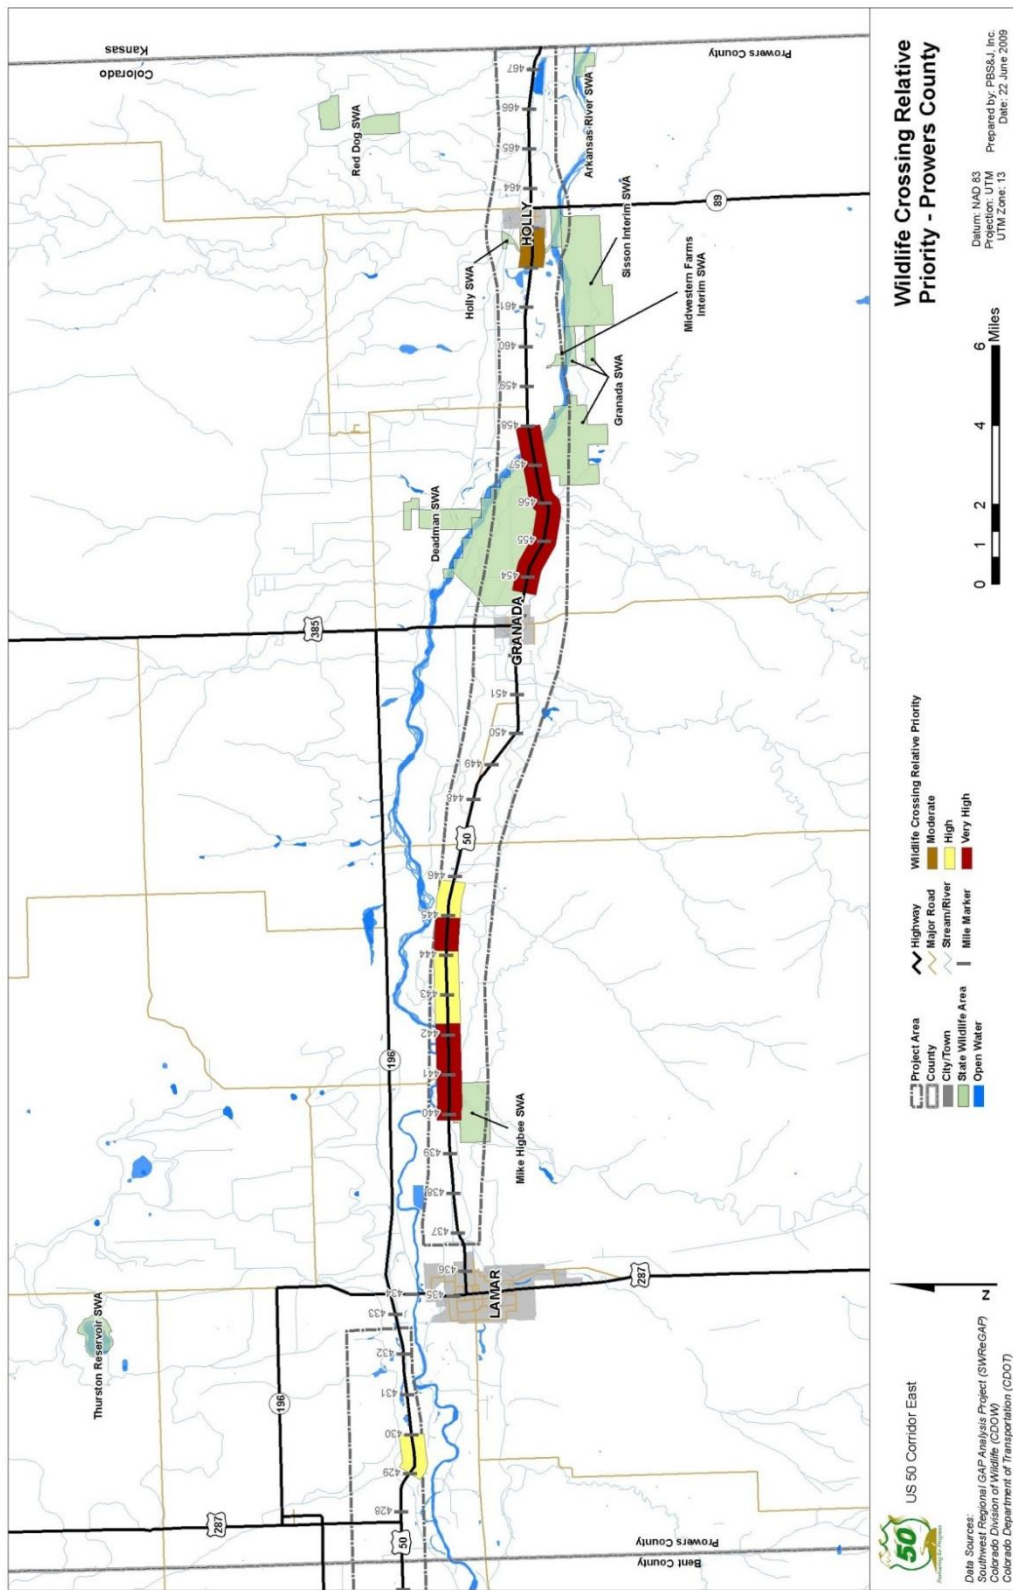 Kansas
Colorado
Prowers County
Red Dog SWA
467
466
465
464
Arkansas River SWA
89
HOLLY
Holly SWA
Sisson Interim SWA
Midwestern Farms
Interim SWA
461
460
459
458
Granada SWA
457
456
455
454
Deadman SWA
385
GRANADA
451
450
449
448
50
446
445
444
443
442
441
440
196
Mike Higbee SWA
439
438
437
436
435
434
433
LAMAR
287
Thurston Reservoir SWA
432
431
430
429
428
196
287
50
Prowers County
Bent County
Wildlife Crossing Relative
Priority - Prowers County
Datum: NAD 83
Projection: UTM
UTM Zone: 13
Prepared by: PBS&J, Inc.
Date: 22 June 2009
0 2 4 6 Miles
Project Area
County
City/Town
State Wildlife Area
Open Water
Highway
Major Road
Stream/River
Mile Marker
Wildlife Crossing Relative Priority
Moderate
High
Very High
N
50
US 50 Corridor East
Data Sources:
Southwest Regional GAP Analysis Project (SWReGAP)
Colorado Division of Wildlife (CDOW)
Colorado Department of Transportation (CDOT)